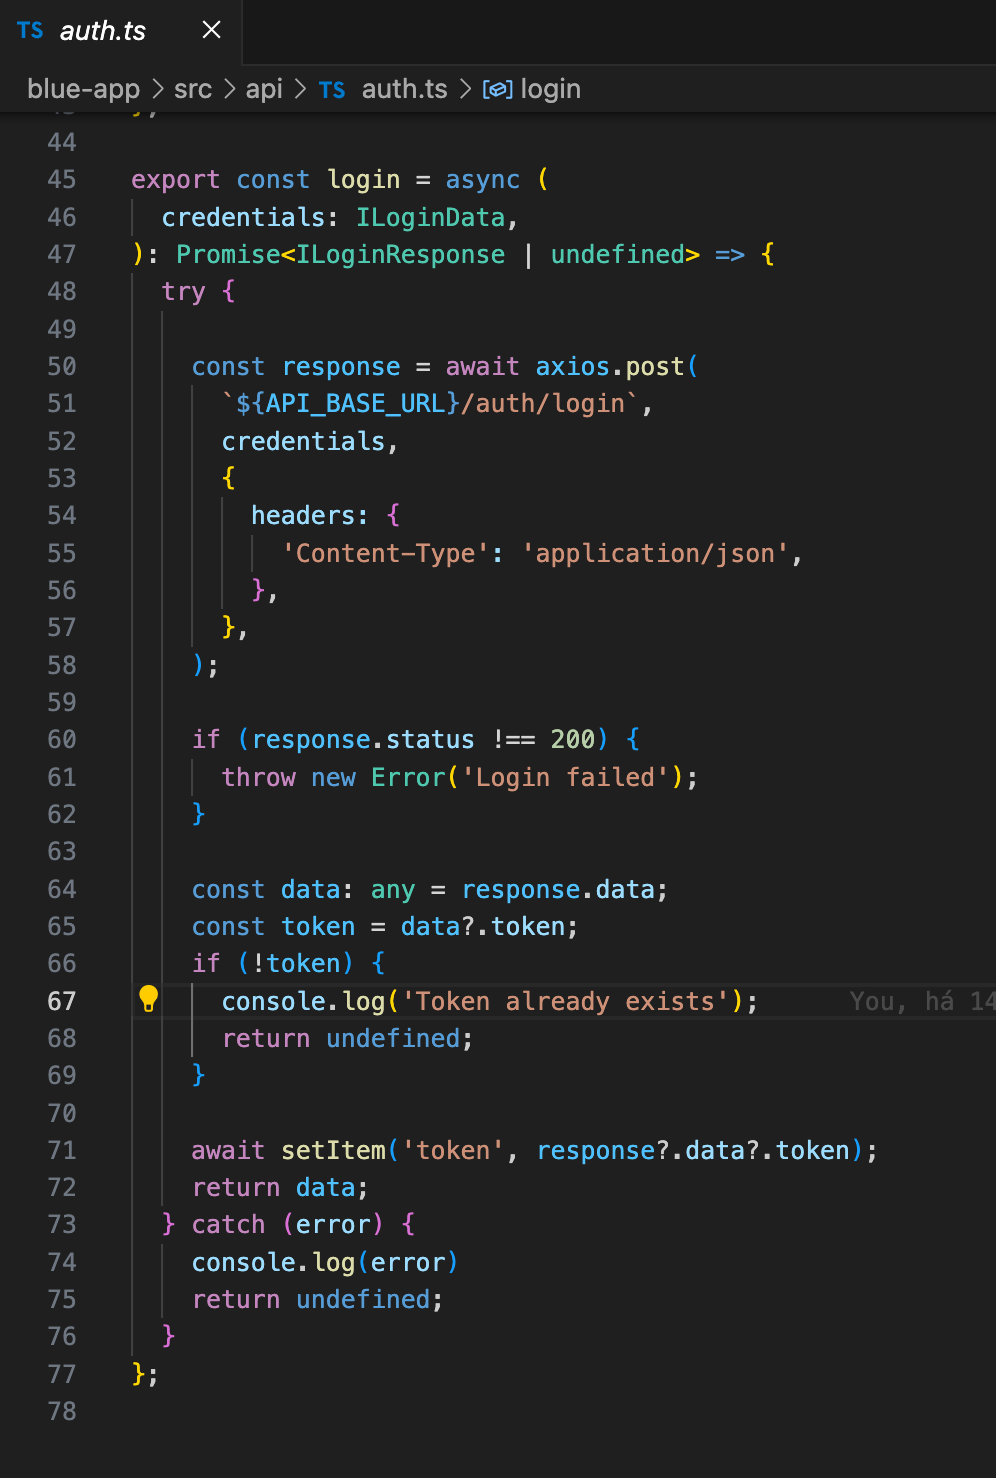 TS auth.ts
blue-app > src > api > TS auth.ts > login
44
45 export const login = async (
46   credentials: ILoginData,
47 ): Promise<ILoginResponse | undefined> => {
48   try {
49
50     const response = await axios.post(
51       `${API_BASE_URL}/auth/login`,
52       credentials,
53       {
54         headers: {
55           'Content-Type': 'application/json',
56         },
57       },
58     );
59
60     if (response.status !== 200) {
61       throw new Error('Login failed');
62     }
63
64     const data: any = response.data;
65     const token = data?.token;
66     if (!token) {
67       console.log('Token already exists');     You, há 14
68       return undefined;
69     }
70
71     await setItem('token', response?.data?.token);
72     return data;
73   } catch (error) {
74     console.log(error)
75     return undefined;
76   }
77 };
78